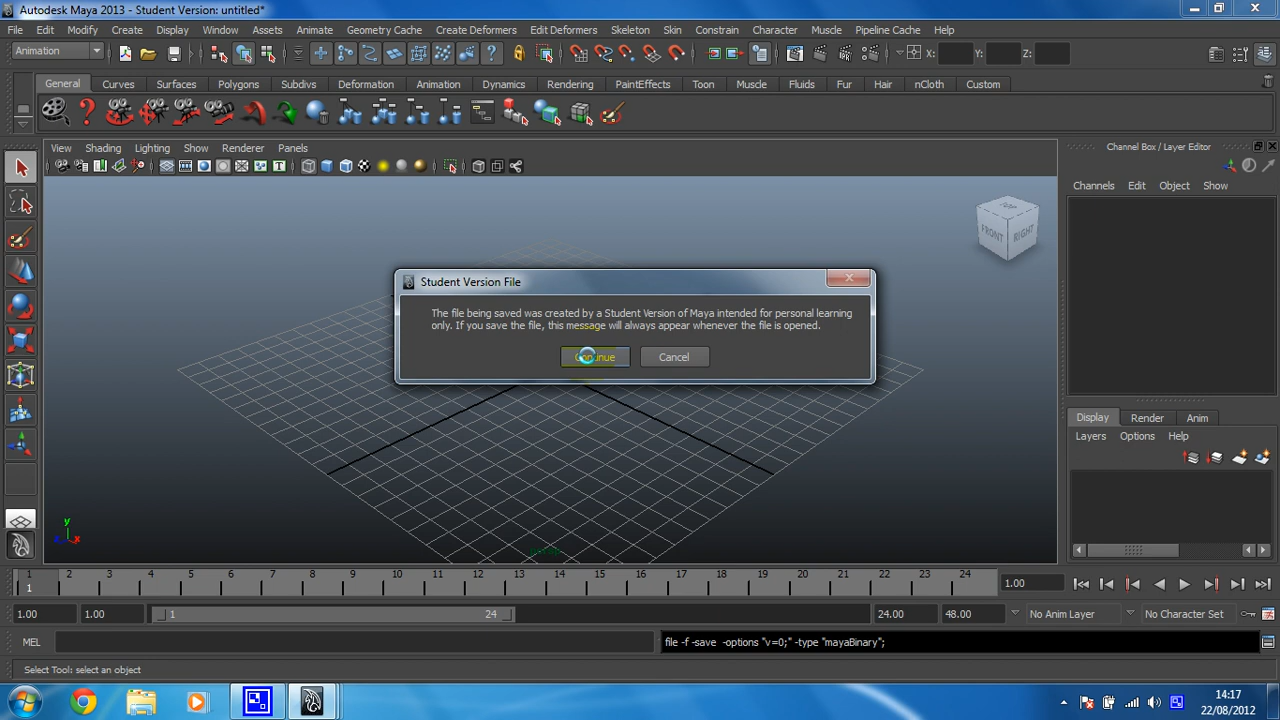 Autodesk Maya 2013 - Student Version: untitled*
File Edit Modify Create Display Window Assets Animate Geometry Cache Create Deformers Edit Deformers Skeleton Skin Constrain Character Muscle Pipeline Cache Help
Animation X: Y: Z:
General Curves Surfaces Polygons Subdivs Deformation Animation Dynamics Rendering PaintEffects Toon Muscle Fluids Fur Hair nCloth Custom
View Shading Lighting Show Renderer Panels
Channel Box / Layer Editor
Channels Edit Object Show
TOP
FRONT RIGHT
Student Version File
The file being saved was created by a Student Version of Maya intended for personal learning
only. If you save the file, this message will always appear whenever the file is opened.
Continue Cancel
Display Render Anim
Layers Options Help
y
x
persp
1 2 3 4 5 6 7 8 9 10 11 12 13 14 15 16 17 18 19 20 21 22 23 24
1 1.00
1.00 1.00 1 24 24.00 48.00 No Anim Layer No Character Set
MEL file -f -save -options "v=0;" -type "mayaBinary";
Select Tool: select an object
14:17
22/08/2012